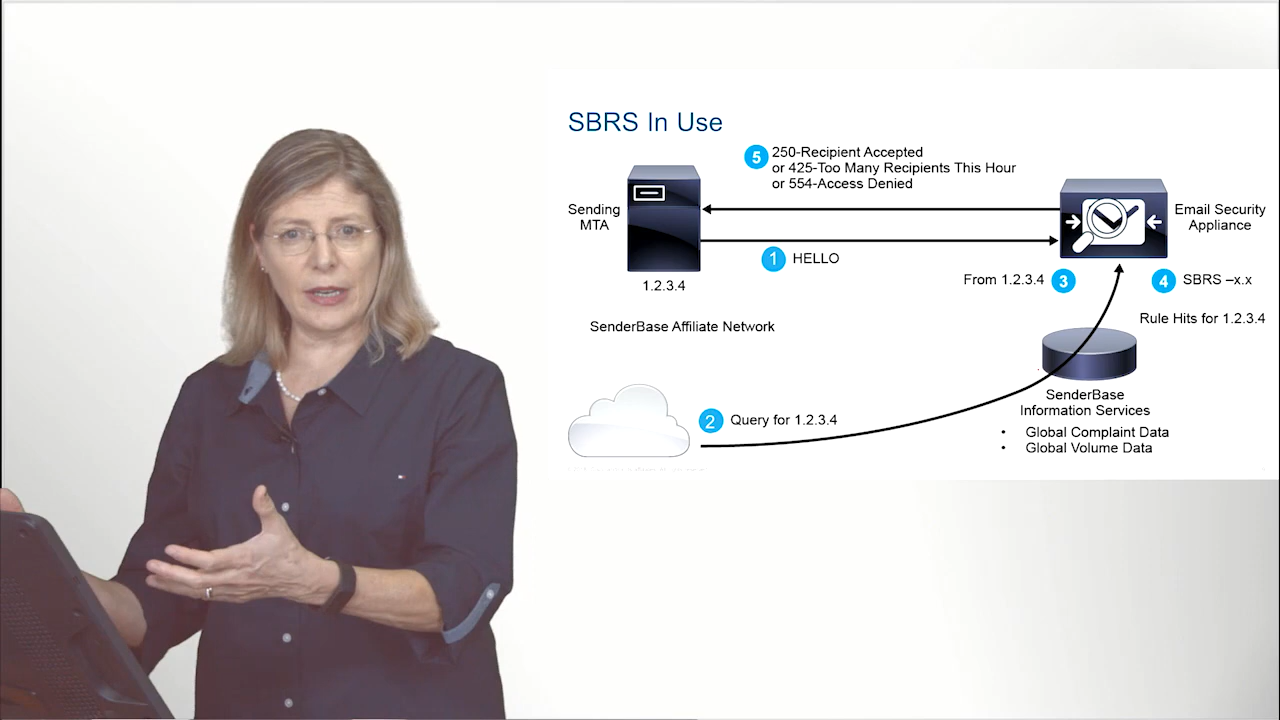 SBRS In Use
5 250-Recipient Accepted
or 425-Too Many Recipients This Hour
or 554-Access Denied
Sending
MTA
Email Security
Appliance
1 HELLO
1.2.3.4
From 1.2.3.4 3
4 SBRS –x.x
Rule Hits for 1.2.3.4
SenderBase Affiliate Network
2 Query for 1.2.3.4
SenderBase
Information Services
• Global Complaint Data
• Global Volume Data